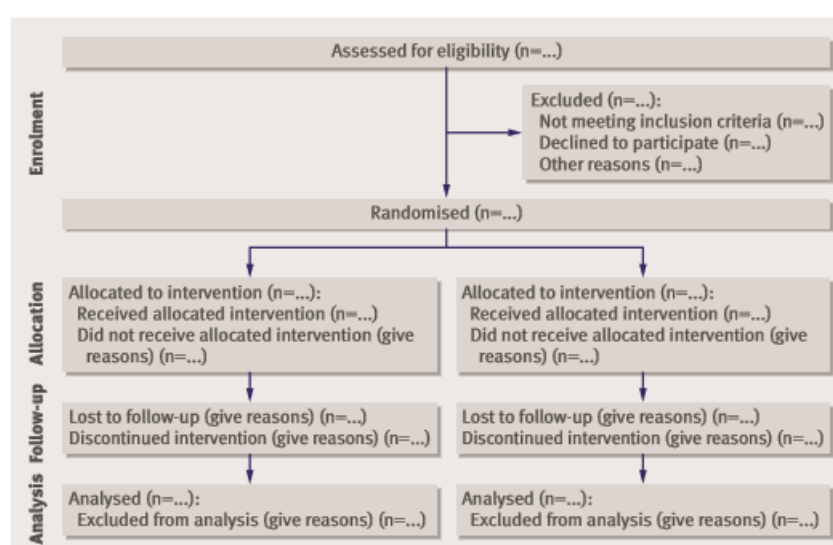 Enrolment
Assessed for eligibility (n=...)
Excluded (n=...):
Not meeting inclusion criteria (n=...)
Declined to participate (n=...)
Other reasons (n=...)
Randomised (n=...)
Allocation
Allocated to intervention (n=...):
Received allocated intervention (n=...)
Did not receive allocated intervention (give
reasons) (n=...)
Allocated to intervention (n=...):
Received allocated intervention (n=...)
Did not receive allocated intervention (give
reasons) (n=...)
Follow-up
Lost to follow-up (give reasons) (n=...)
Discontinued intervention (give reasons) (n=...)
Lost to follow-up (give reasons) (n=...)
Discontinued intervention (give reasons) (n=...)
Analysis
Analysed (n=...):
Excluded from analysis (give reasons) (n=...)
Analysed (n=...):
Excluded from analysis (give reasons) (n=...)